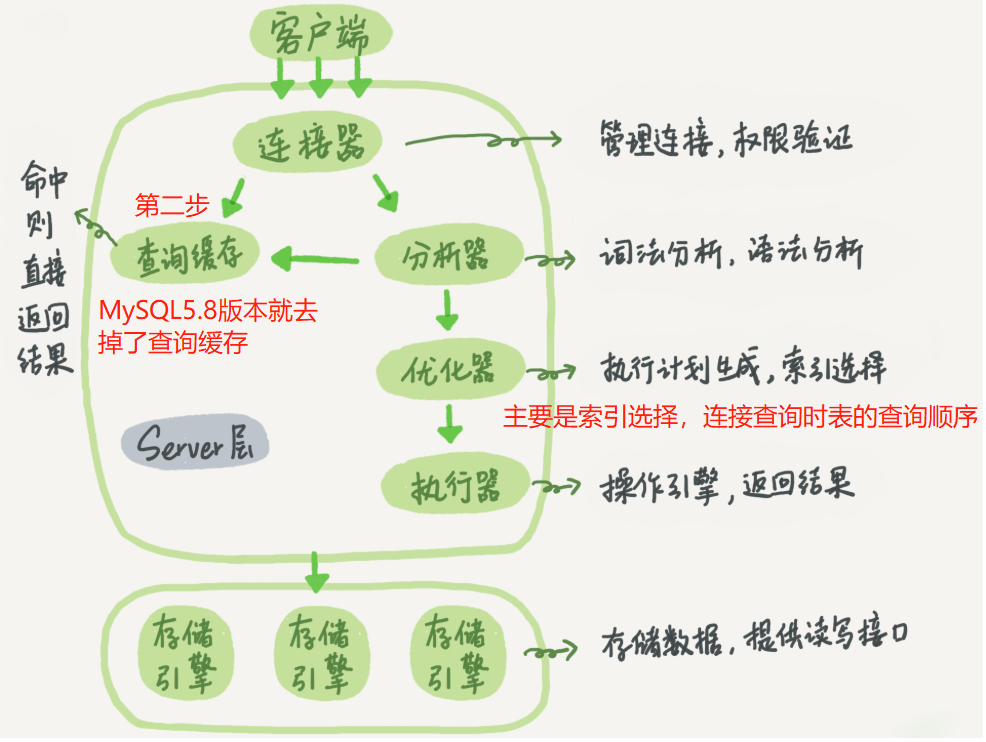 客户端
连接器
管理连接，权限验证
命中
则
直接
返回
结果
第二步
查询缓存
MySQL5.8版本就去
掉了查询缓存
分析器
词法分析，语法分析
优化器
执行计划生成，索引选择
主要是索引选择，连接查询时表的查询顺序
Server层
执行器
操作引擎，返回结果
存储
引擎
存储
引擎
存储
引擎
存储数据，提供读写接口